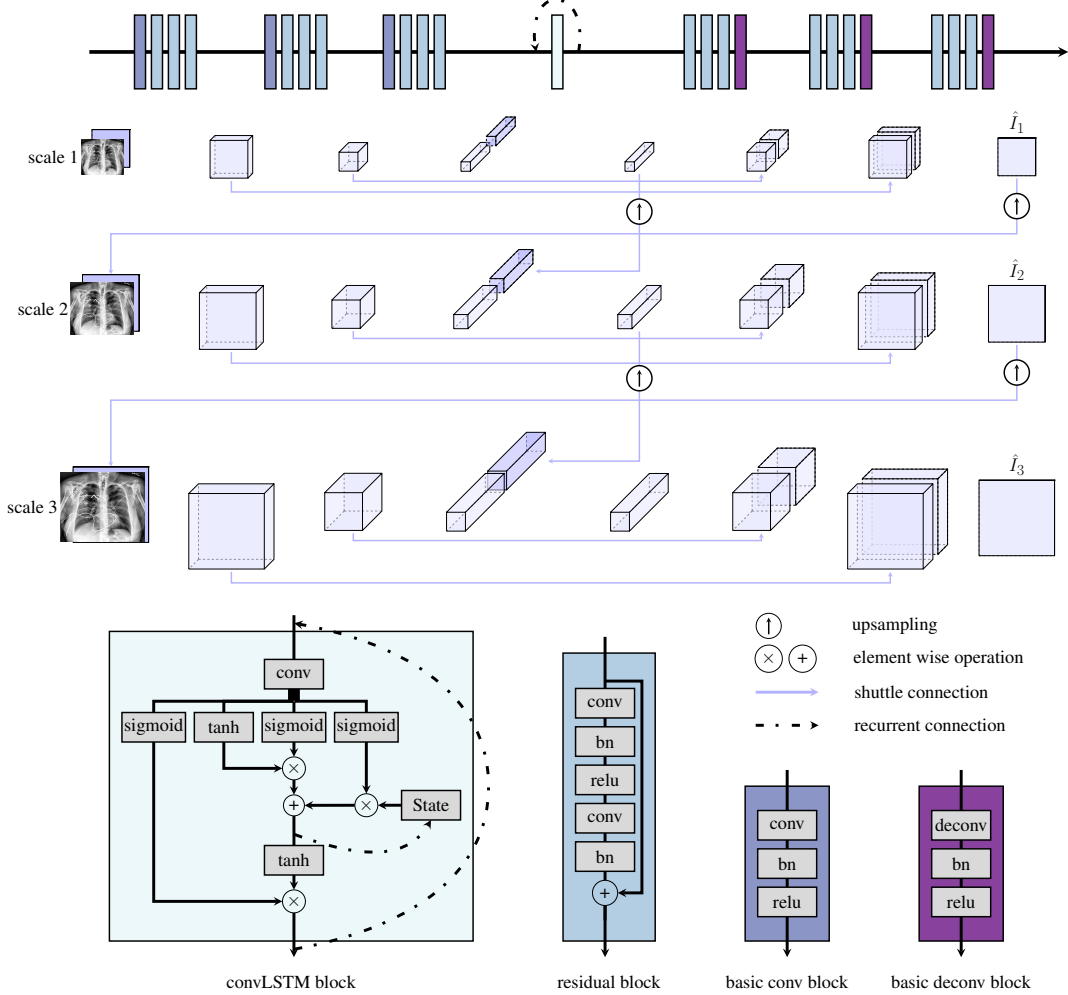 scale 1
Î₁
scale 2
Î₂
scale 3
Î₃
upsampling
element wise operation
shuttle connection
recurrent connection
conv
sigmoid
tanh
sigmoid
sigmoid
State
tanh
convLSTM block
conv
bn
relu
conv
bn
residual block
conv
bn
relu
basic conv block
deconv
bn
relu
basic deconv block